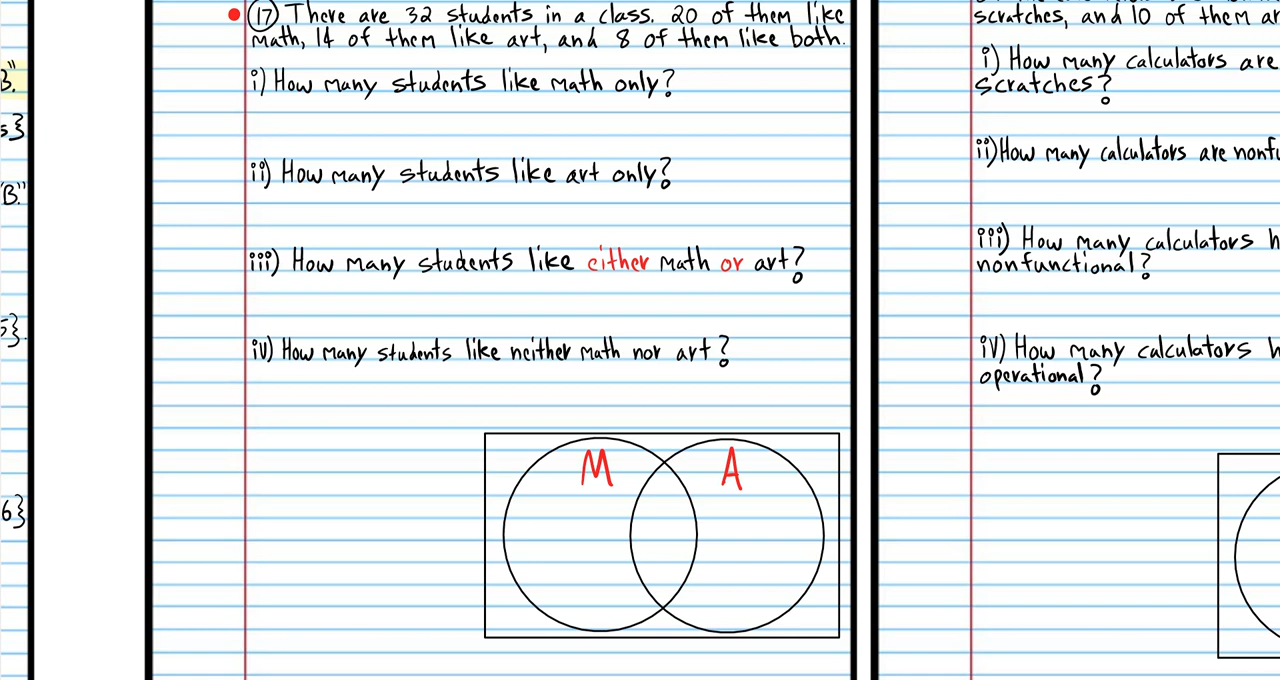 B."
5}
"B."
5}.
6}
(17) There are 32 students in a class. 20 of them like
math, 14 of them like art, and 8 of them like both.
i) How many students like math only?
ii) How many students like art only?
iii) How many students like either math or art?
iv) How many students like neither math nor art?
M A
scratches, and 10 of them
i) How many calculators are
scratches?
ii) How many calculators are
iii) How many calculators
nonfunctional?
iv) How many calculators
operational?